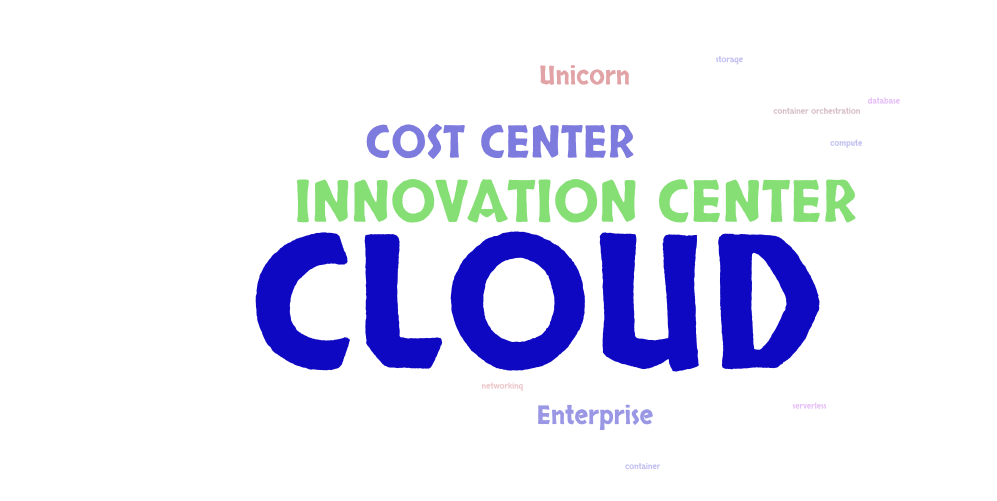 storage
Unicorn
database
container orchestration
COST CENTER
compute
INNOVATION CENTER
CLOUD
networking
serverless
Enterprise
container